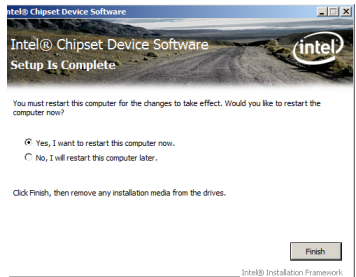 ntel® Chipset Device Software
Intel® Chipset Device Software
Setup Is Complete
intel
You must restart this computer for the changes to take effect. Would you like to restart the
computer now?
Yes, I want to restart this computer now.
No, I will restart this computer later.
Click Finish, then remove any installation media from the drives.
Finish
Intel® Installation Framework